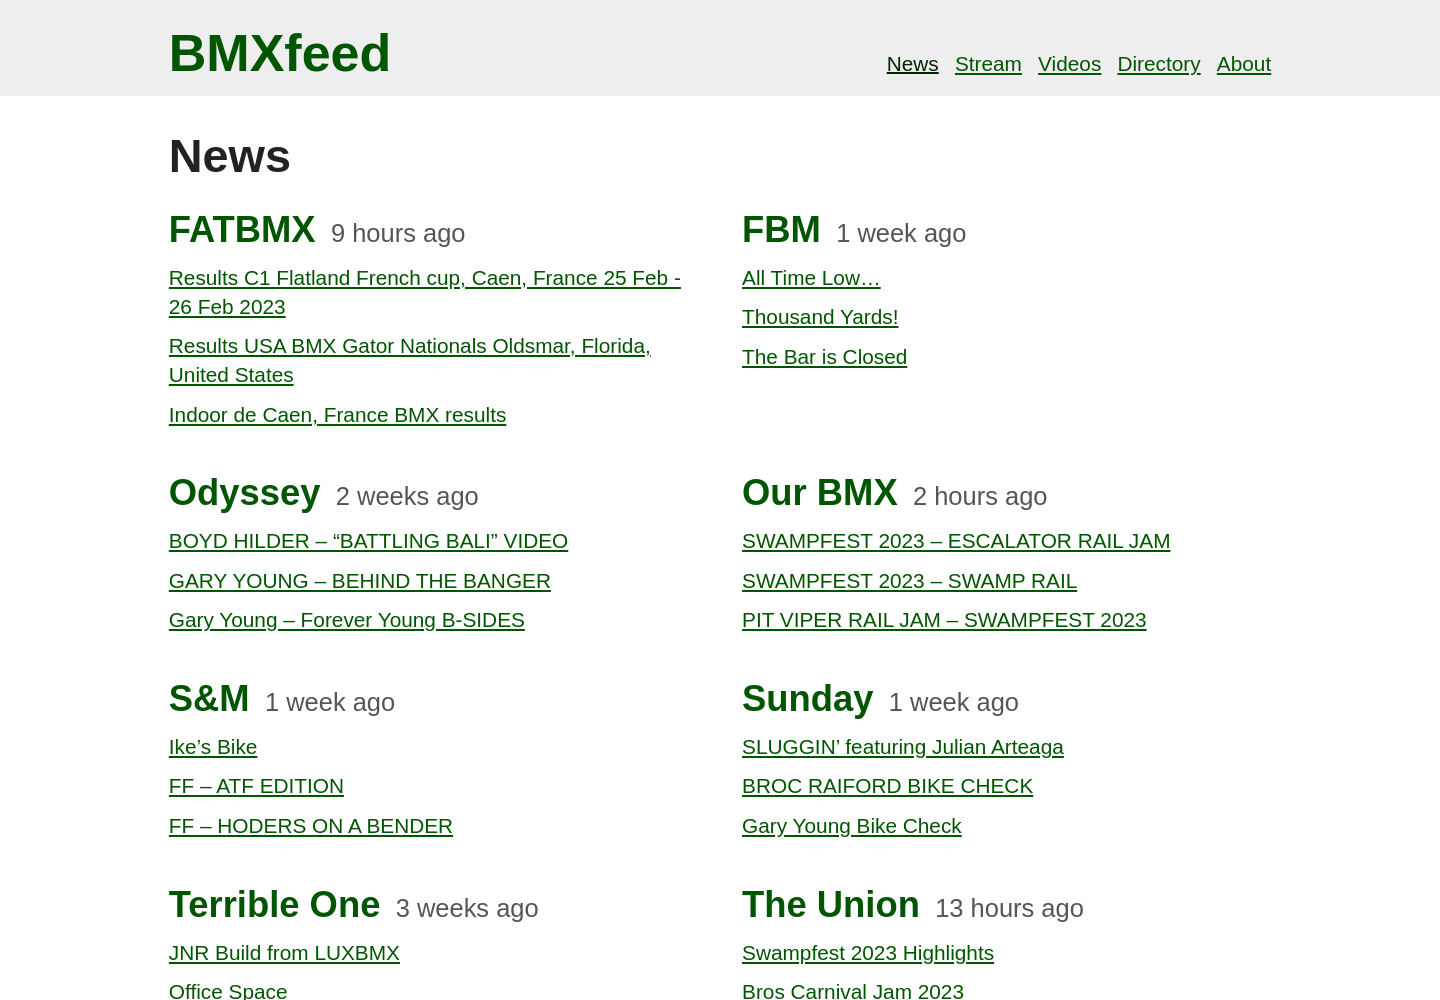 BMXfeed
News Stream Videos Directory About
News
FATBMX 9 hours ago
Results C1 Flatland French cup, Caen, France 25 Feb -
26 Feb 2023
Results USA BMX Gator Nationals Oldsmar, Florida,
United States
Indoor de Caen, France BMX results
FBM 1 week ago
All Time Low…
Thousand Yards!
The Bar is Closed
Odyssey 2 weeks ago
BOYD HILDER – “BATTLING BALI” VIDEO
GARY YOUNG – BEHIND THE BANGER
Gary Young – Forever Young B-SIDES
Our BMX 2 hours ago
SWAMPFEST 2023 – ESCALATOR RAIL JAM
SWAMPFEST 2023 – SWAMP RAIL
PIT VIPER RAIL JAM – SWAMPFEST 2023
S&M 1 week ago
Ike’s Bike
FF – ATF EDITION
FF – HODERS ON A BENDER
Sunday 1 week ago
SLUGGIN’ featuring Julian Arteaga
BROC RAIFORD BIKE CHECK
Gary Young Bike Check
Terrible One 3 weeks ago
JNR Build from LUXBMX
Office Space
The Union 13 hours ago
Swampfest 2023 Highlights
Bros Carnival Jam 2023